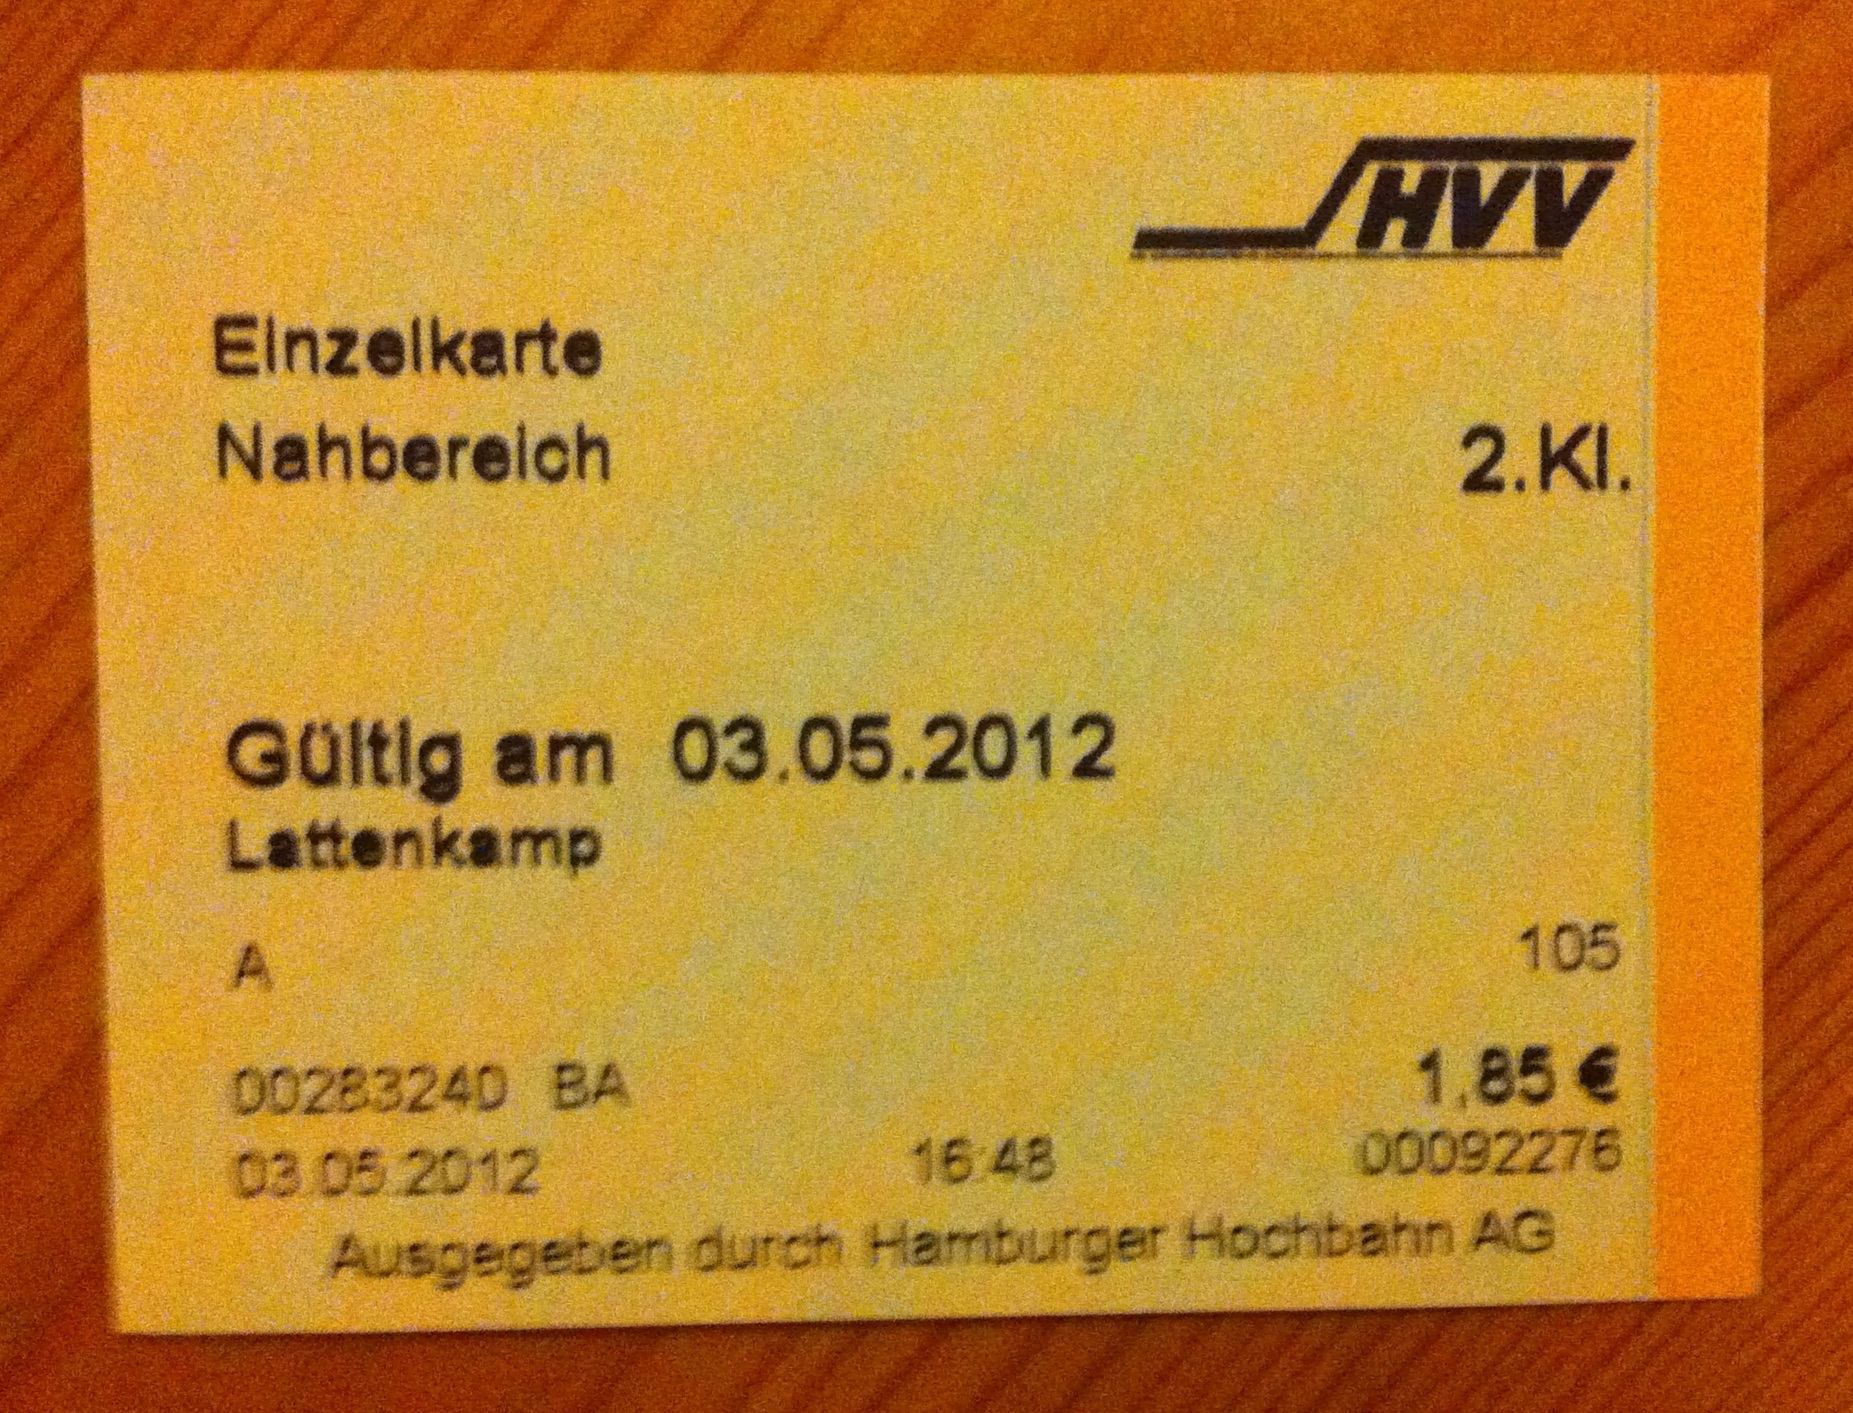 HVV
Einzelkarte
Nahbereich 2.Kl.
Gültig am 03.05.2012
Lattenkamp
A 105
00283240 BA 1,85 €
03.05.2012 16:48 00092276
Ausgegeben durch Hamburger Hochbahn AG